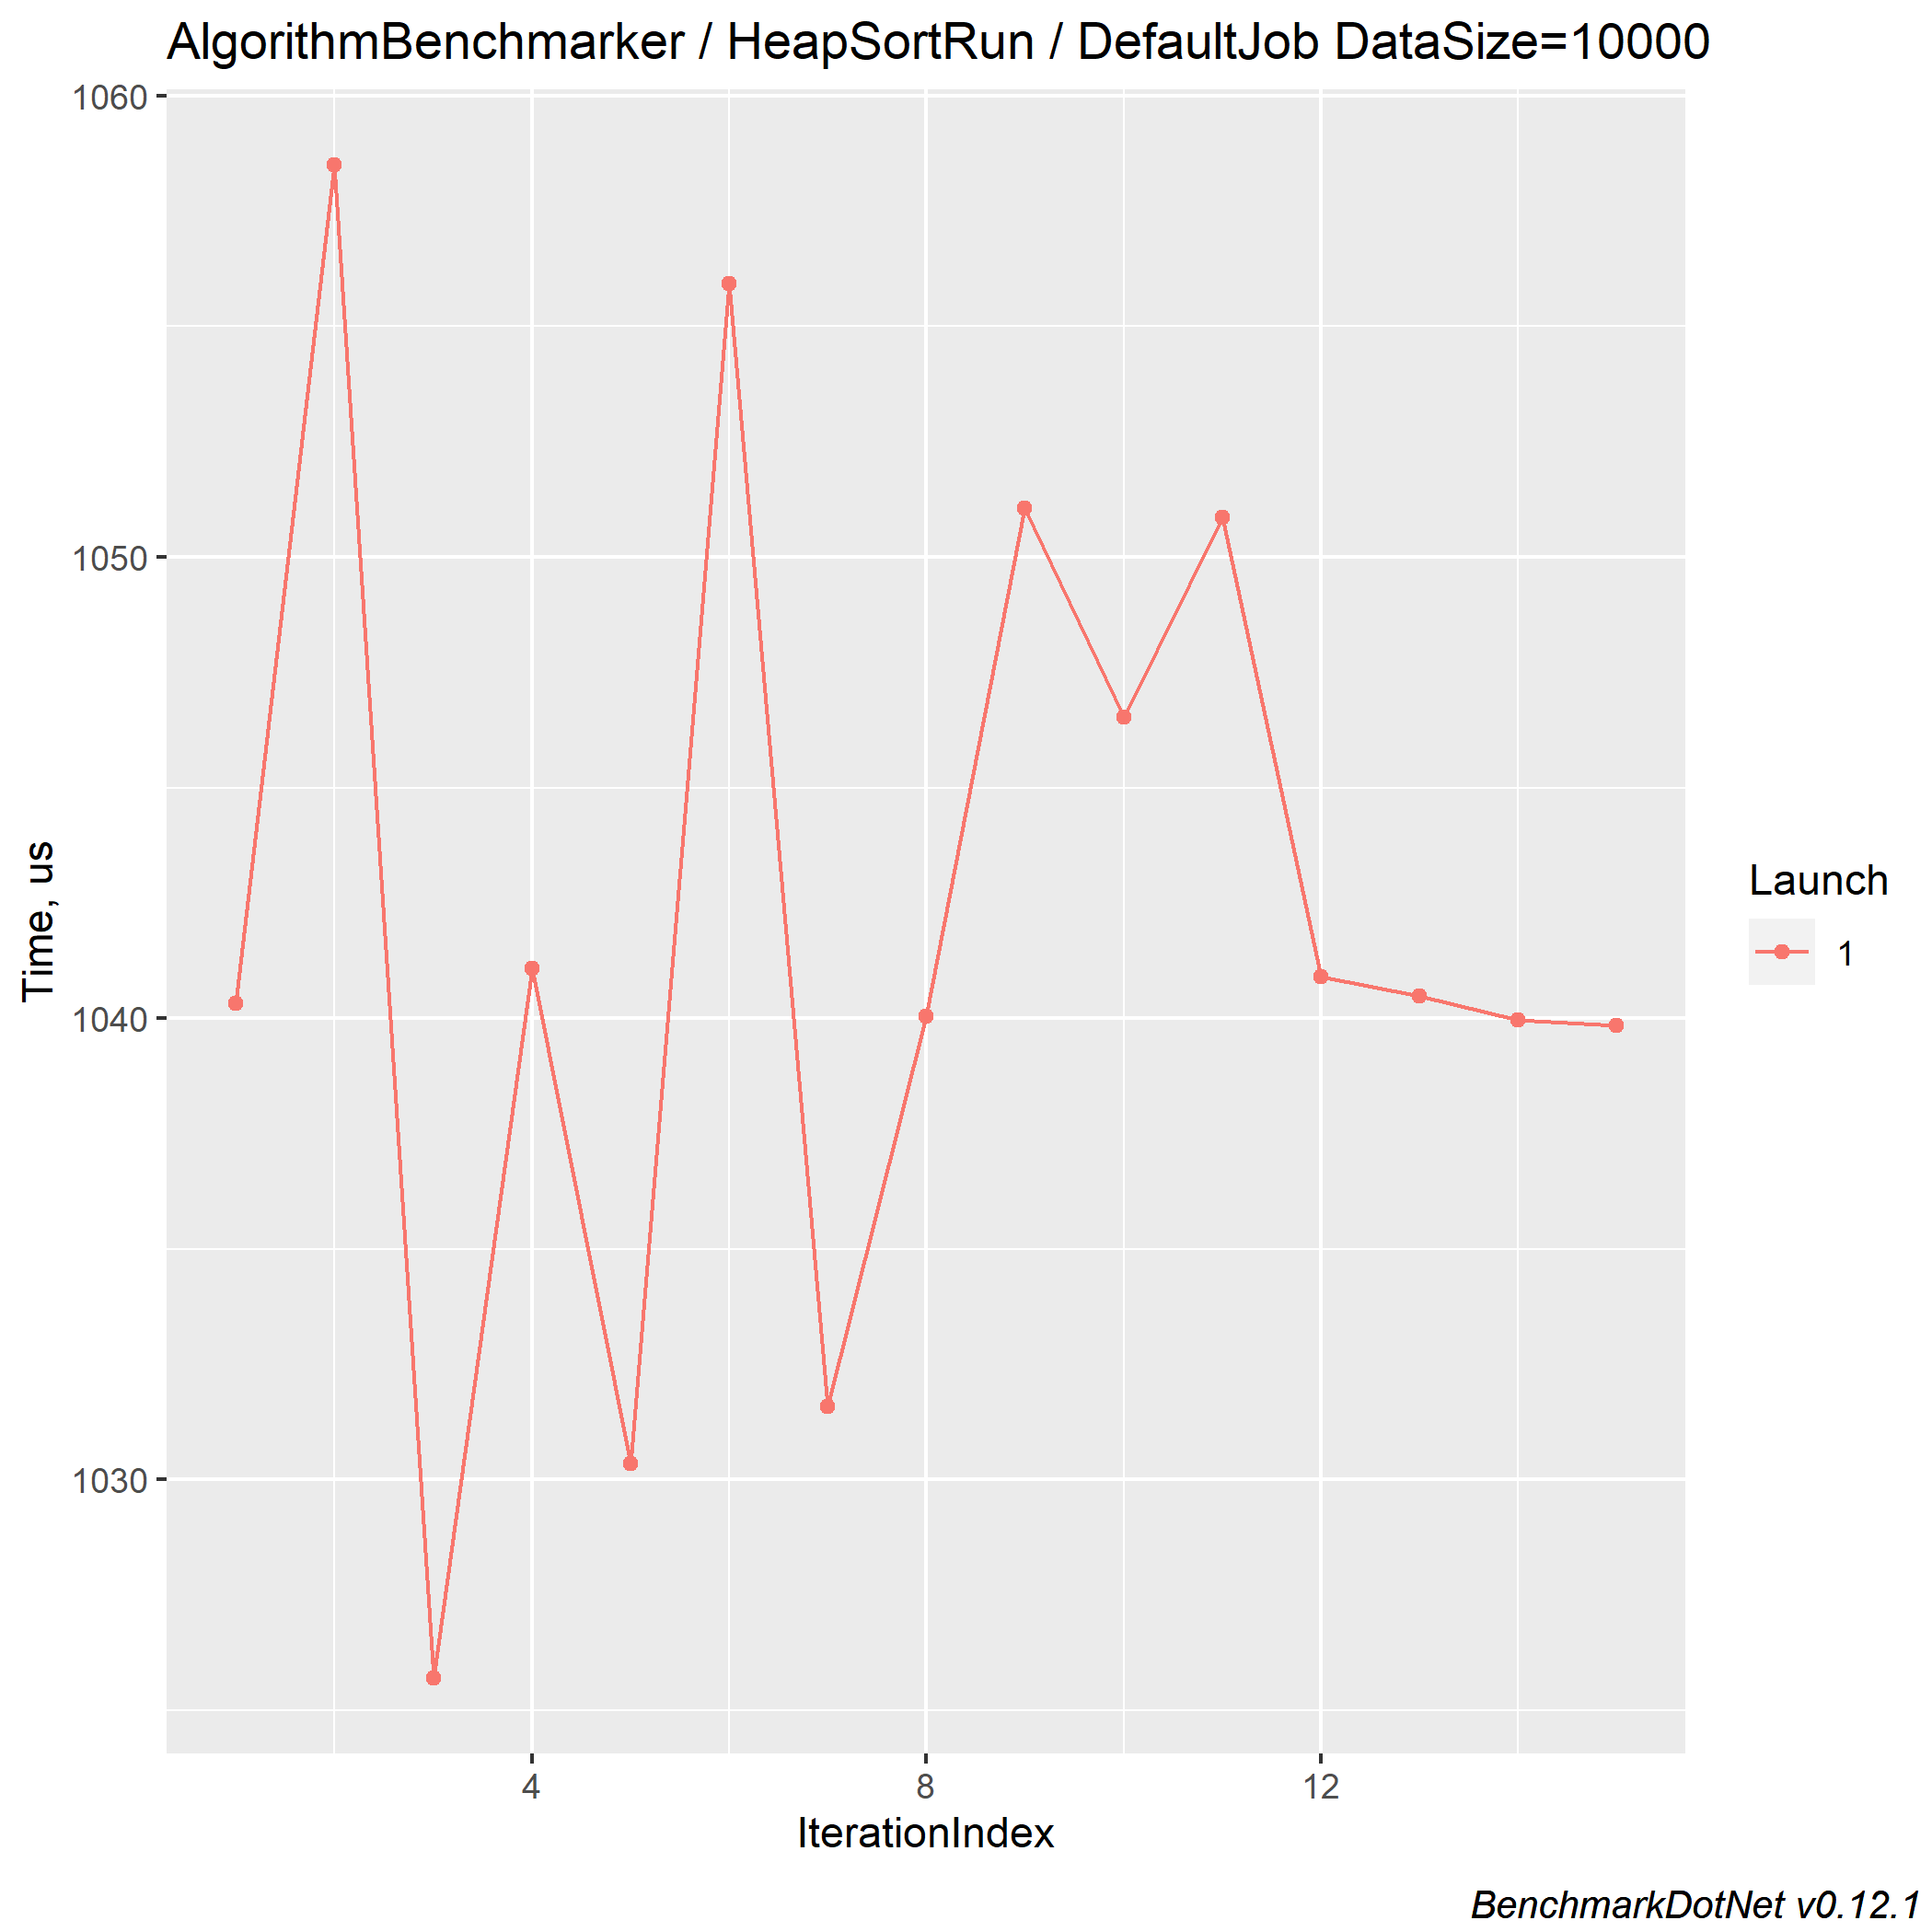 AlgorithmBenchmarker / HeapSortRun / DefaultJob DataSize=10000
1060
1050
1040
1030
Time, us
4 8 12
IterationIndex
Launch
1
BenchmarkDotNet v0.12.1